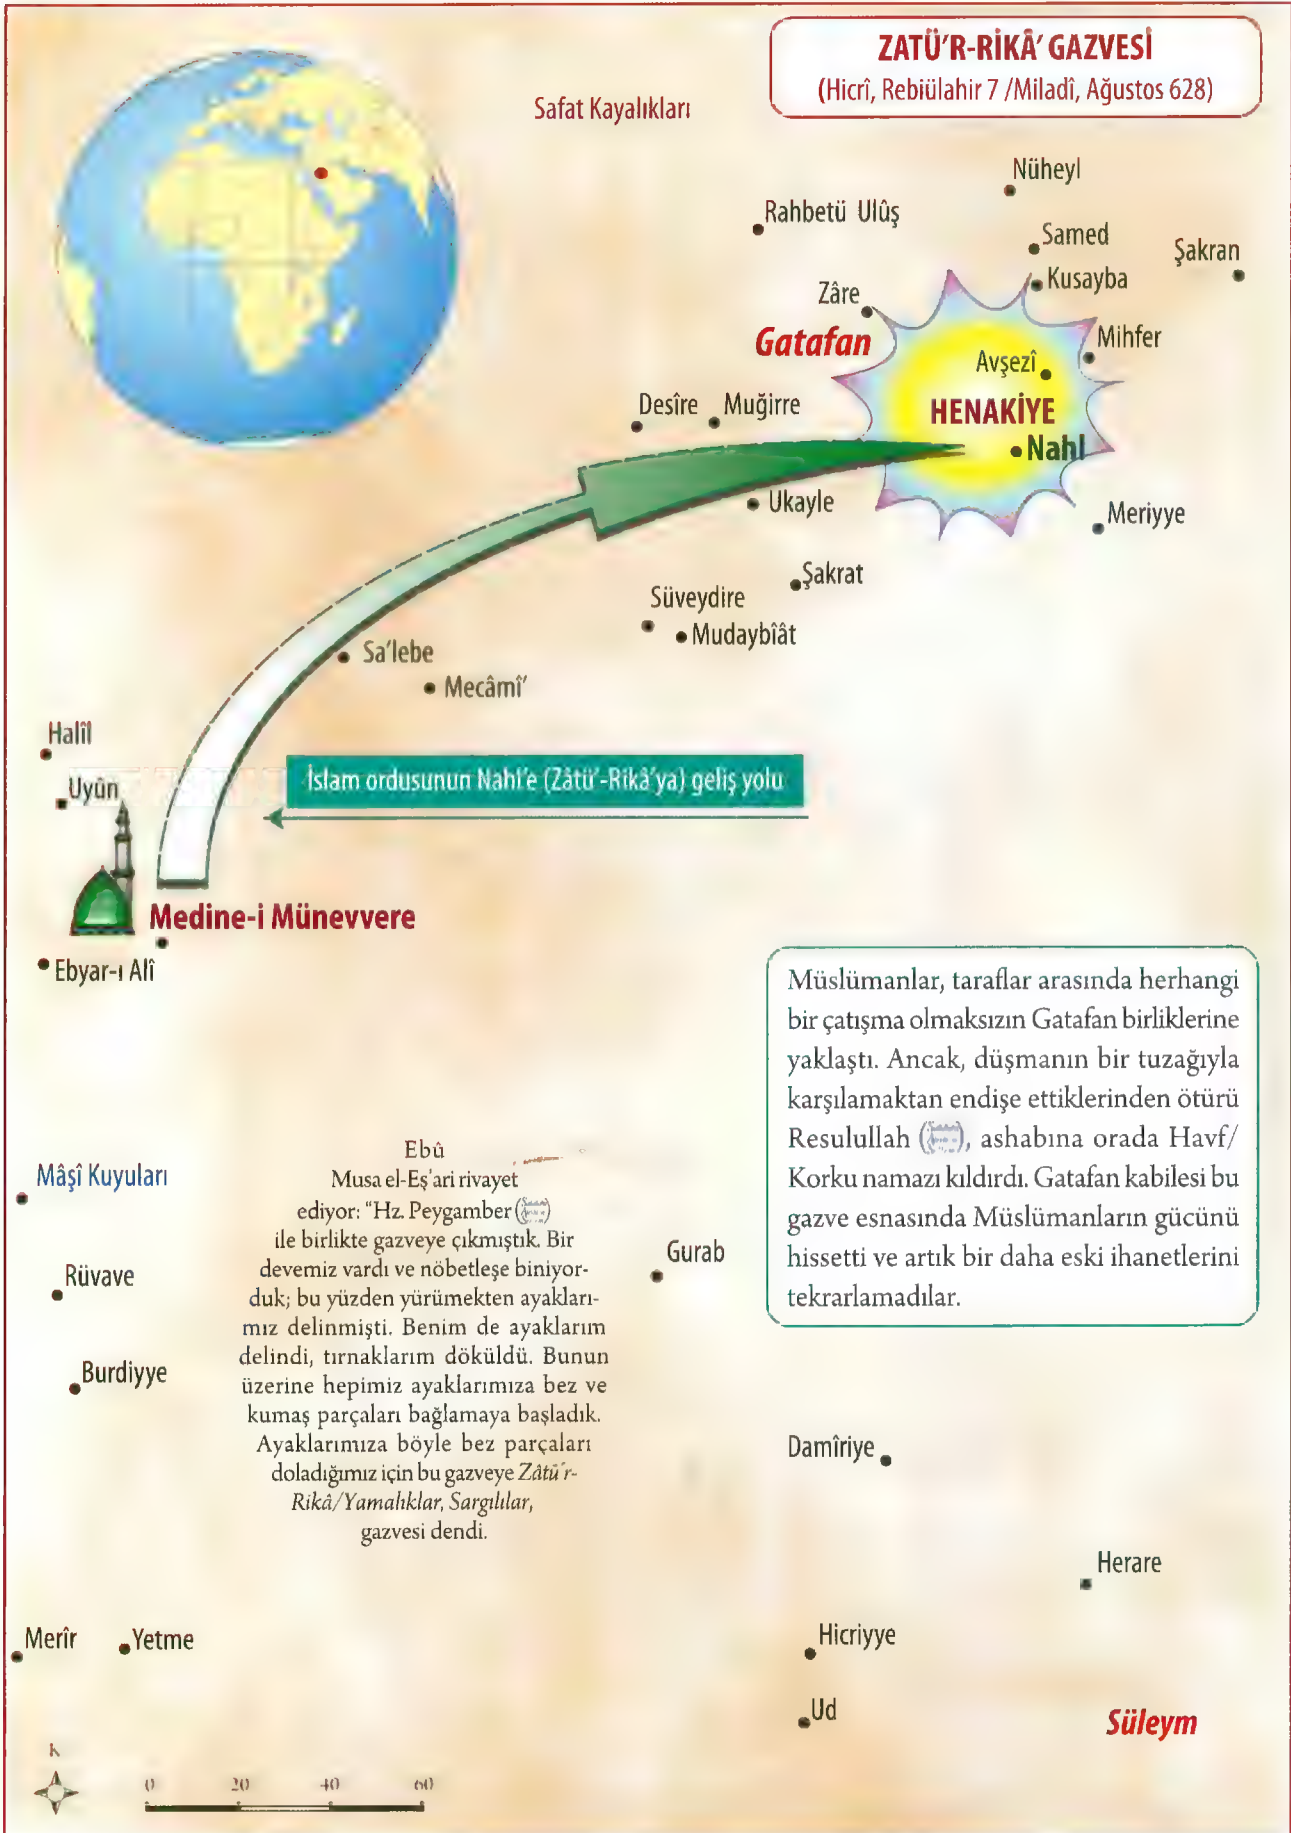 ZATÜ'R-RİKÂ' GAZVESİ
(Hicrî, Rebiülahir 7 /Miladî, Ağustos 628)
Safat Kayalıkları
Nüheyl
Rahbetü Ulûş
Samed
Şakran
Kusayba
Zâre
Gatafan
Mihfer
Avşezî
Desîre
Muğirre
HENAKİYE
Nahl
Ukayle
Meriyye
Şakrat
Süveydire
Mudaybîât
Sa'lebe
Mecâmî'
Halîl
Uyûn
İslam ordusunun Nahl'e (Zâtü'-Rikâ'ya) geliş yolu
Medine-i Münevvere
Ebyar-ı Alî
Müslümanlar, taraflar arasında herhangi
bir çatışma olmaksızın Gatafan birliklerine
yaklaştı. Ancak, düşmanın bir tuzağıyla
karşılamaktan endişe ettiklerinden ötürü
Resulullah (), ashabına orada Havf/
Korku namazı kıldırdı. Gatafan kabilesi bu
gazve esnasında Müslümanların gücünü
hissetti ve artık bir daha eski ihanetlerini
tekrarlamadılar.
Mâşî Kuyuları
Rüvave
Burdiyye
Ebû
Musa el-Eş'ari rivayet
ediyor: "Hz. Peygamber ()
ile birlikte gazveye çıkmıştık. Bir
devemiz vardı ve nöbetleşe biniyor-
duk; bu yüzden yürümekten ayakları-
mız delinmişti. Benim de ayaklarım
delindi, tırnaklarım döküldü. Bunun
üzerine hepimiz ayaklarımıza bez ve
kumaş parçaları bağlamaya başladık.
Ayaklarımıza böyle bez parçaları
doladığımız için bu gazveye Zâtü'r-
Rikâ/Yamalıklar, Sargılılar,
gazvesi dendi.
Gurab
Damîriye
Herare
Merîr
Yetme
Hicriyye
Ud
Süleym
K
0 20 40 60